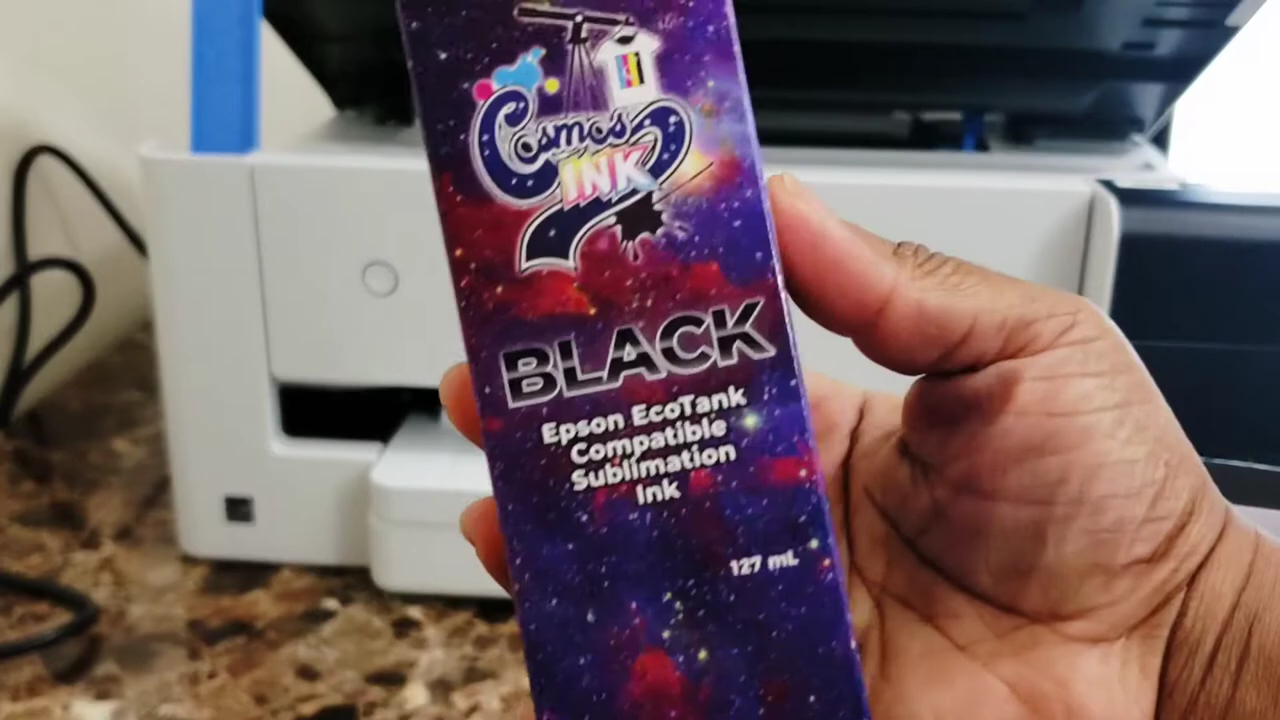 Cosmos
INK
BLACK
Epson EcoTank
Compatible
Sublimation
Ink
127 mL